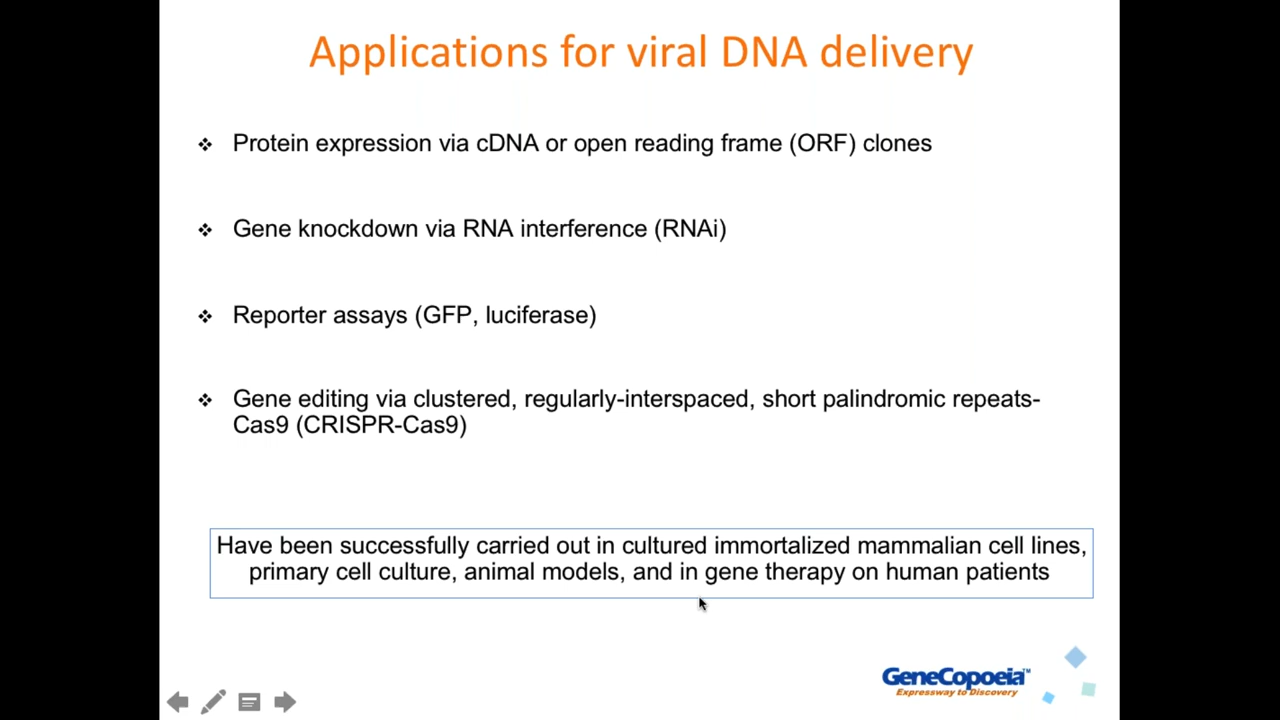 Applications for viral DNA delivery
❖ Protein expression via cDNA or open reading frame (ORF) clones
❖ Gene knockdown via RNA interference (RNAi)
❖ Reporter assays (GFP, luciferase)
❖ Gene editing via clustered, regularly-interspaced, short palindromic repeats-
Cas9 (CRISPR-Cas9)
Have been successfully carried out in cultured immortalized mammalian cell lines,
primary cell culture, animal models, and in gene therapy on human patients
GeneCopoeia™
Expressway to Discovery